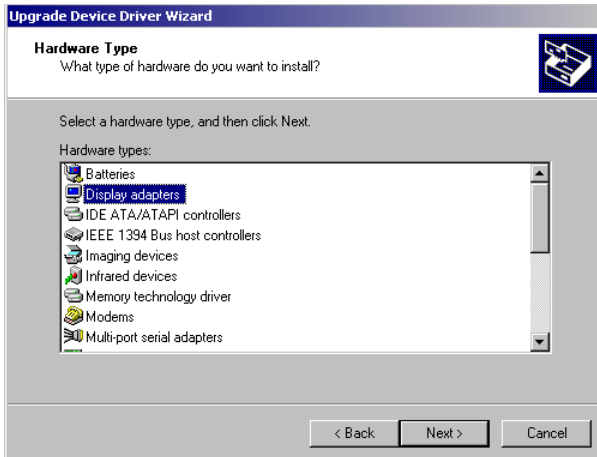 Upgrade Device Driver Wizard
Hardware Type
What type of hardware do you want to install?
Select a hardware type, and then click Next.
Hardware types:
Batteries
Display adapters
IDE ATA/ATAPI controllers
IEEE 1394 Bus host controllers
Imaging devices
Infrared devices
Memory technology driver
Modems
Multi-port serial adapters
< Back
Next >
Cancel